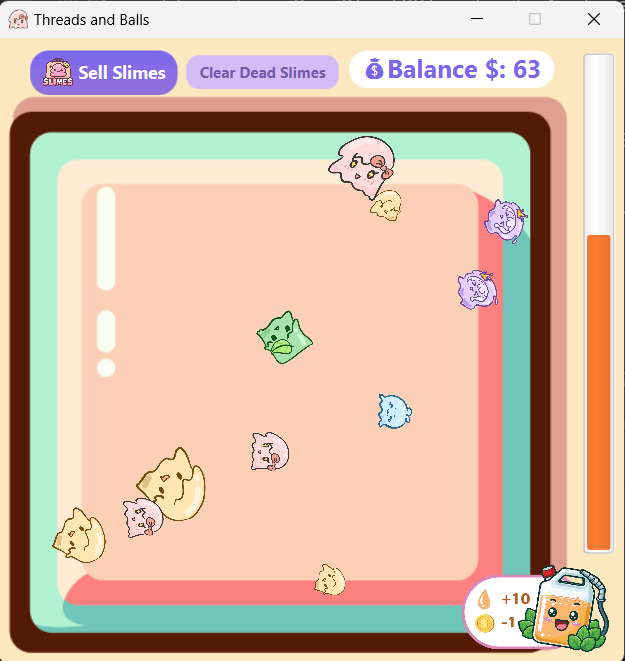 Threads and Balls
SLIMES
Sell Slimes
Clear Dead Slimes
Balance $: 63
+10
-1